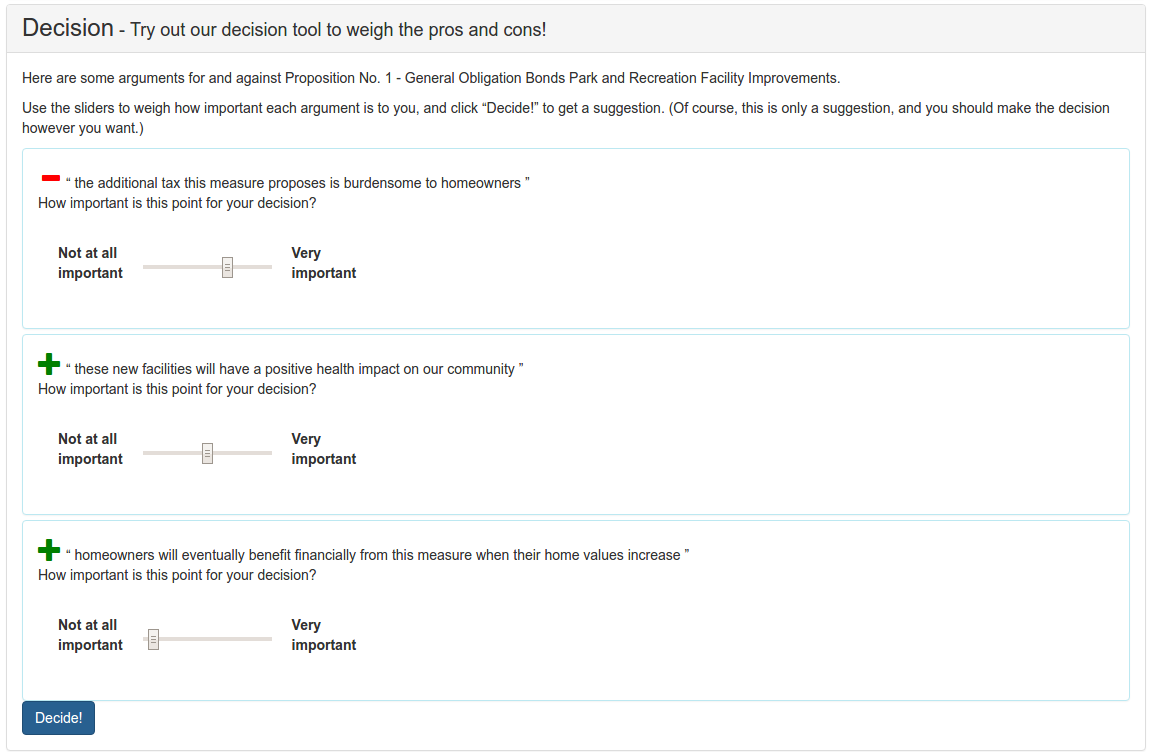 Decision - Try out our decision tool to weigh the pros and cons!
Here are some arguments for and against Proposition No. 1 - General Obligation Bonds Park and Recreation Facility Improvements.
Use the sliders to weigh how important each argument is to you, and click “Decide!” to get a suggestion. (Of course, this is only a suggestion, and you should make the decision
however you want.)
“ the additional tax this measure proposes is burdensome to homeowners ”
How important is this point for your decision?
Not at all important
Very important
“ these new facilities will have a positive health impact on our community ”
How important is this point for your decision?
Not at all important
Very important
“ homeowners will eventually benefit financially from this measure when their home values increase ”
How important is this point for your decision?
Not at all important
Very important
Decide!